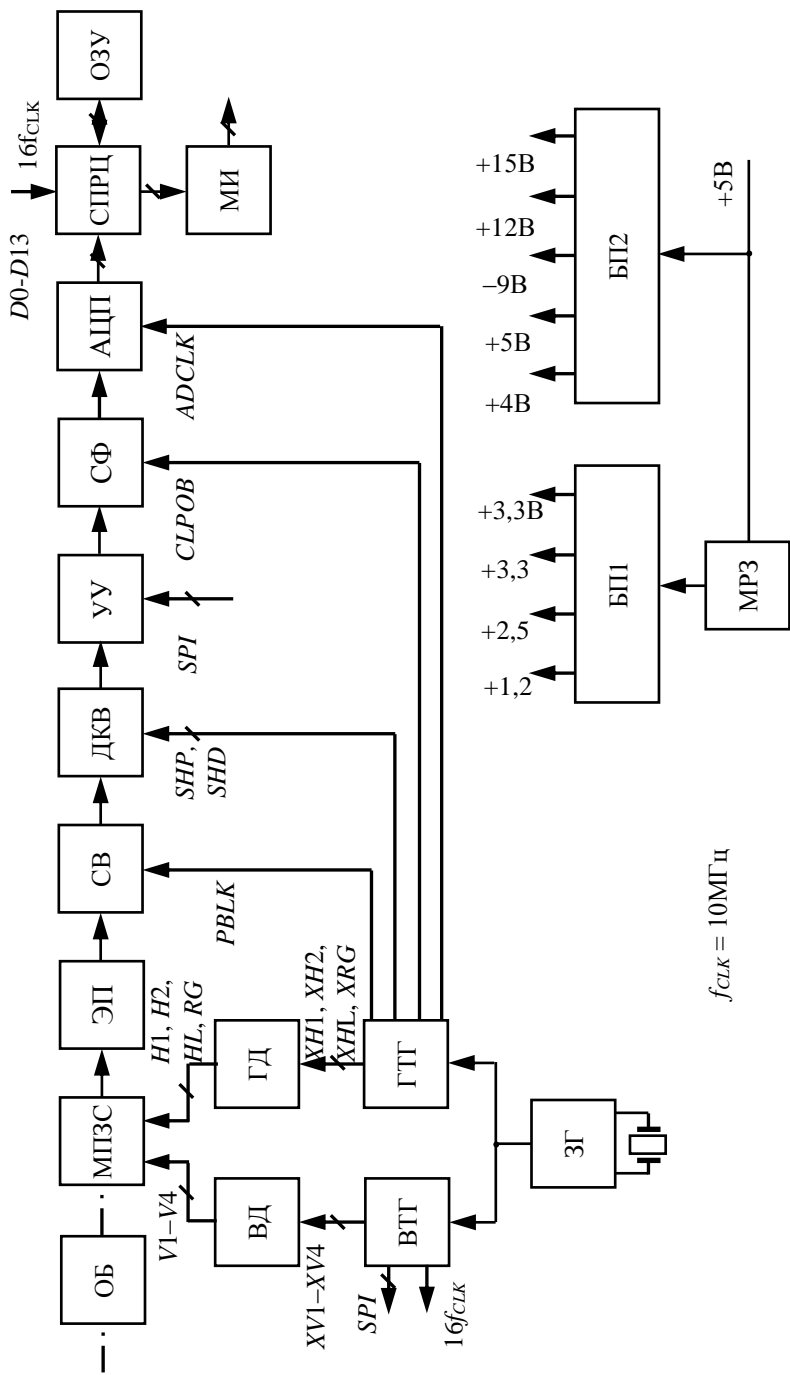 ОБ
МПЗС
ЭП
СВ
ДКВ
УУ
СФ
АЦП
СПРЦ
ОЗУ
D0-D13
16fCLK
МИ
V1–V4
H1, H2,
HL, RG
PBLK
SHP,
SHD
SPI
CLPOB
ADCLK
ВД
ГД
XV1–XV4
XH1, XH2,
XHL, XRG
SPI
16fCLK
ВТГ
ГТГ
ЗГ
fCLK = 10МГц
+1,2
+2,5
+3,3
+3,3В
БП1
МРЗ
+4В
+5В
–9В
+12В
+15В
БП2
+5В